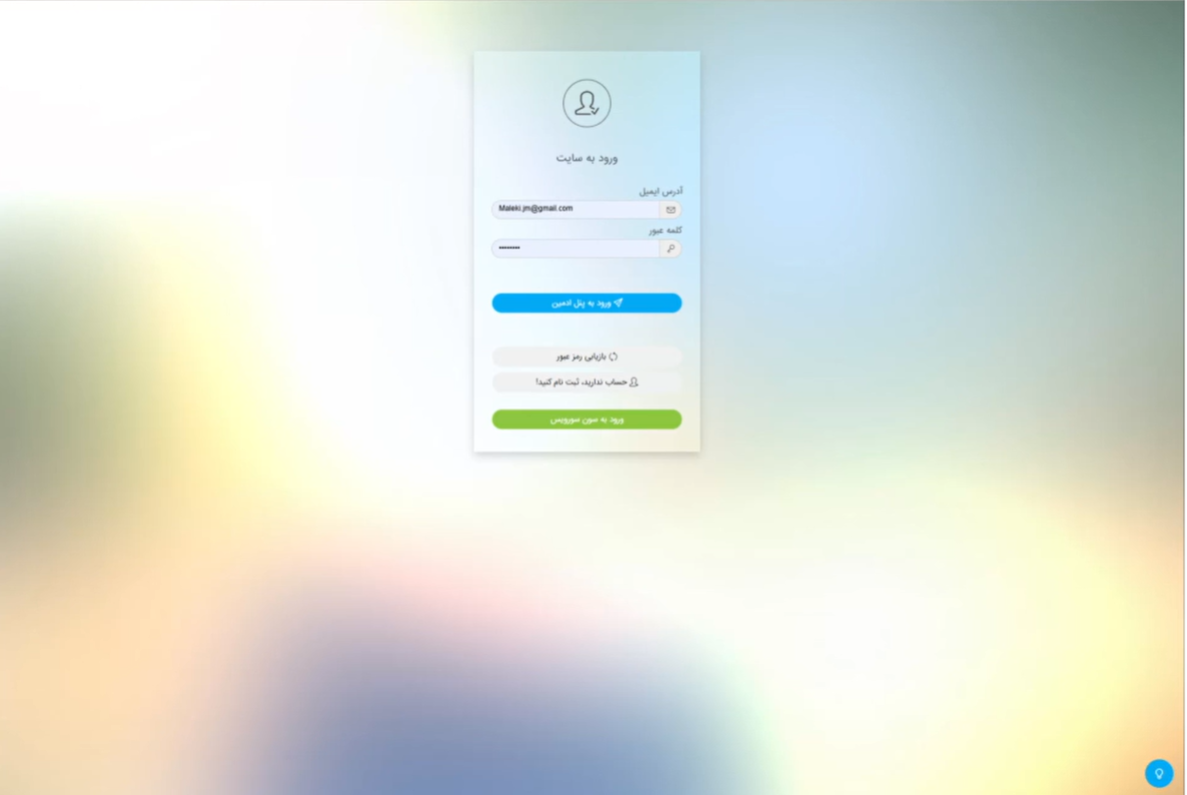 ورود به سایت
آدرس ایمیل
Maleki.jm@gmail.com
کلمه عبور
ورود به پنل ادمین
بازیابی رمز عبور
حساب ندارید، ثبت نام کنید!
ورود به سون سورویس